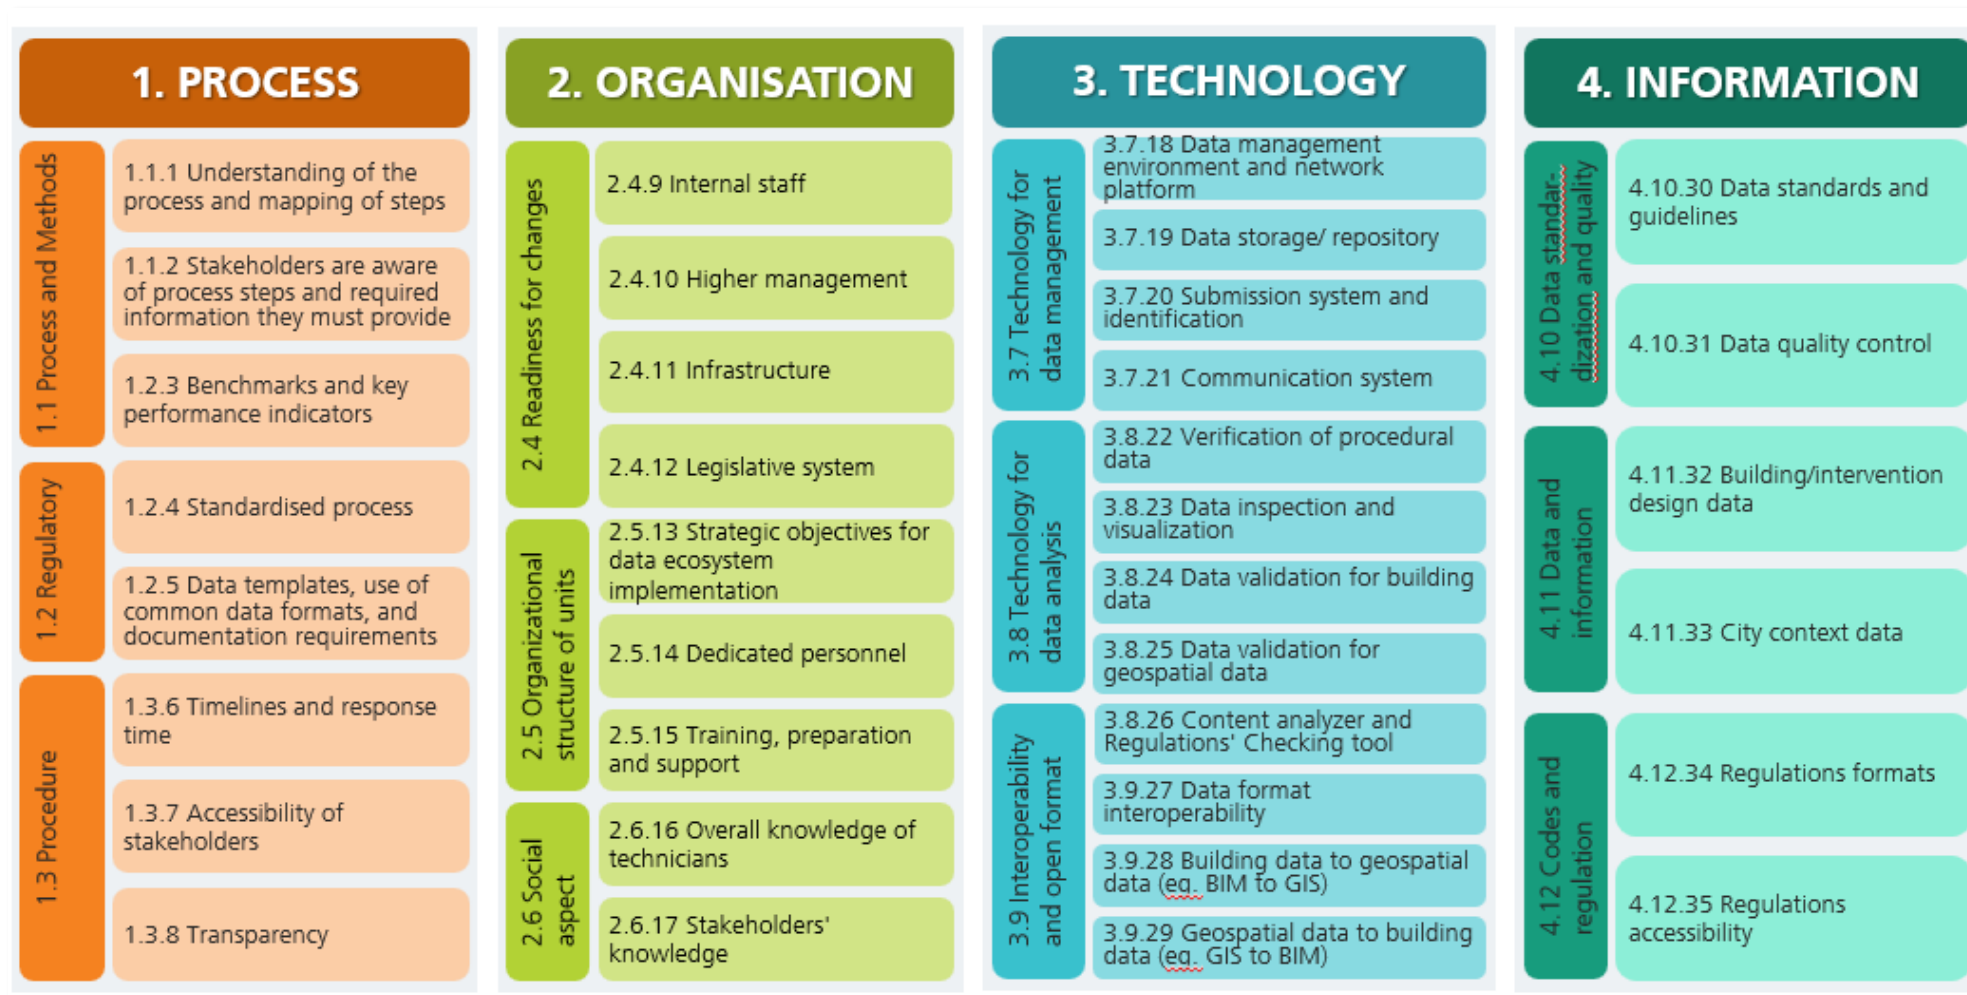 1. PROCESS
1.1 Process and Methods
1.1.1 Understanding of the
process and mapping of steps
1.1.2 Stakeholders are aware
of process steps and required
information they must provide
1.2.3 Benchmarks and key
performance indicators
1.2 Regulatory
1.2.4 Standardised process
1.2.5 Data templates, use of
common data formats, and
documentation requirements
1.3 Procedure
1.3.6 Timelines and response
time
1.3.7 Accessibility of
stakeholders
1.3.8 Transparency
2. ORGANISATION
2.4 Readiness for changes
2.4.9 Internal staff
2.4.10 Higher management
2.4.11 Infrastructure
2.4.12 Legislative system
2.5 Organizational
structure of units
2.5.13 Strategic objectives for
data ecosystem
implementation
2.5.14 Dedicated personnel
2.5.15 Training, preparation
and support
2.6 Social
aspect
2.6.16 Overall knowledge of
technicians
2.6.17 Stakeholders'
knowledge
3. TECHNOLOGY
3.7 Technology for
data management
3.7.18 Data management
environment and network
platform
3.7.19 Data storage/ repository
3.7.20 Submission system and
identification
3.7.21 Communication system
3.8 Technology for
data analysis
3.8.22 Verification of procedural
data
3.8.23 Data inspection and
visualization
3.8.24 Data validation for building
data
3.8.25 Data validation for
geospatial data
3.9 Interoperability
and open format
3.8.26 Content analyzer and
Regulations' Checking tool
3.9.27 Data format
interoperability
3.9.28 Building data to geospatial
data (eg. BIM to GIS)
3.9.29 Geospatial data to building
data (eg. GIS to BIM)
4. INFORMATION
4.10 Data standar-
dization and quality
4.10.30 Data standards and
guidelines
4.10.31 Data quality control
4.11 Data and
information
4.11.32 Building/intervention
design data
4.11.33 City context data
4.12 Codes and
regulation
4.12.34 Regulations formats
4.12.35 Regulations
accessibility